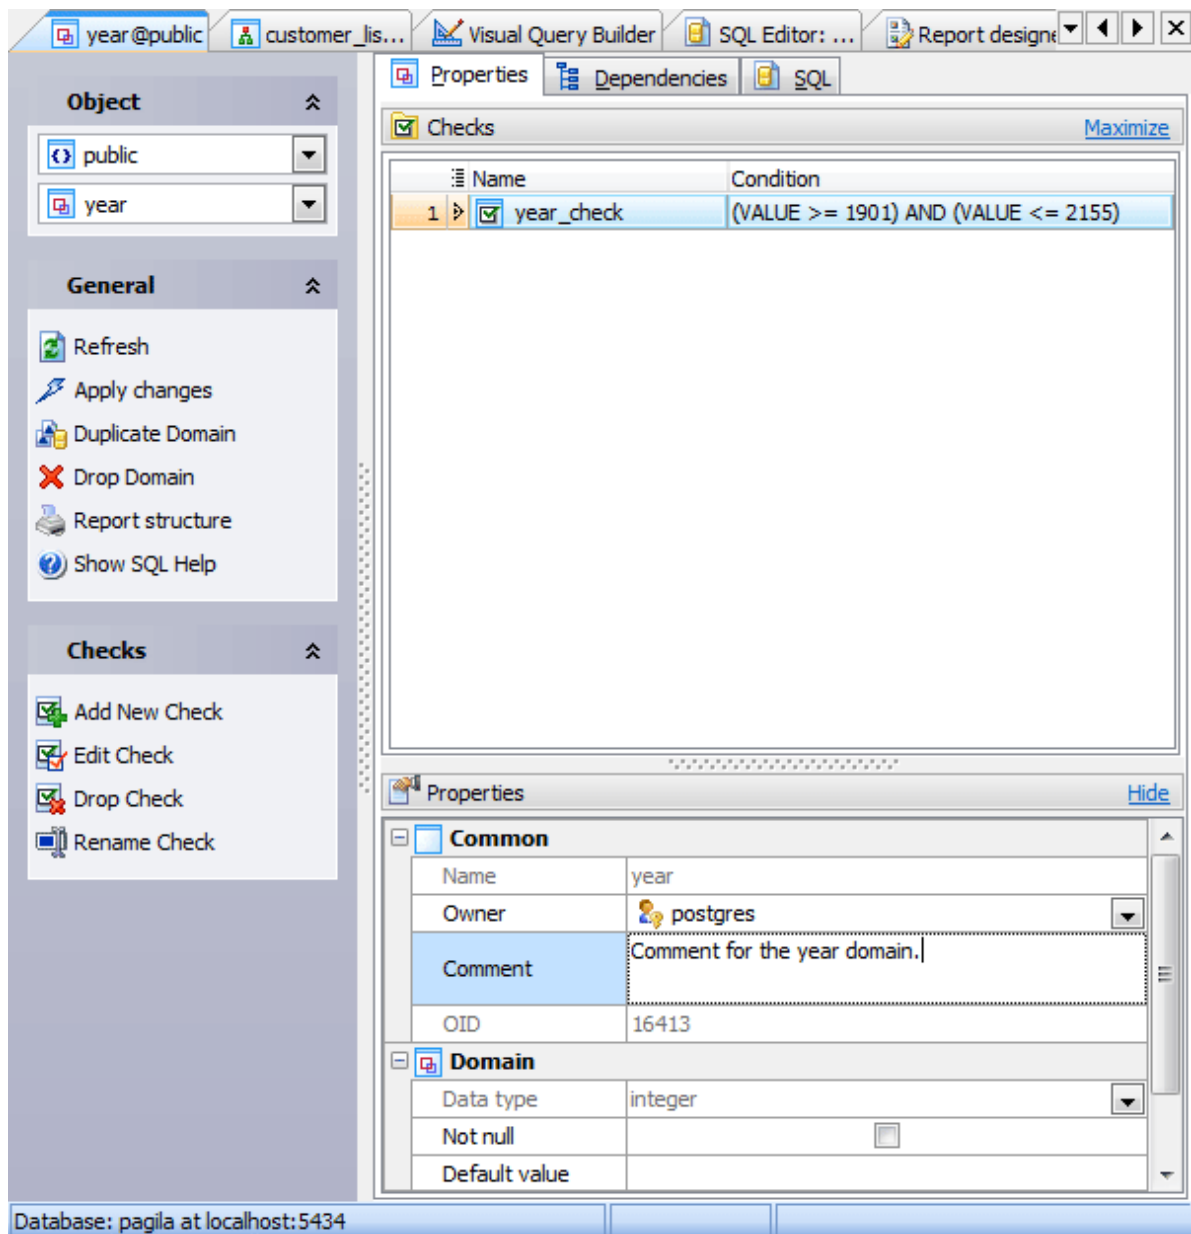 year@public customer_lis... Visual Query Builder SQL Editor: ... Report designe
Properties Dependencies SQL
Object
public
year
General
Refresh
Apply changes
Duplicate Domain
Drop Domain
Report structure
Show SQL Help
Checks
Add New Check
Edit Check
Drop Check
Rename Check
Checks Maximize
Name Condition
1 year_check (VALUE >= 1901) AND (VALUE <= 2155)
Properties Hide
Common
Name year
Owner postgres
Comment Comment for the year domain.
OID 16413
Domain
Data type integer
Not null
Default value
Database: pagila at localhost:5434